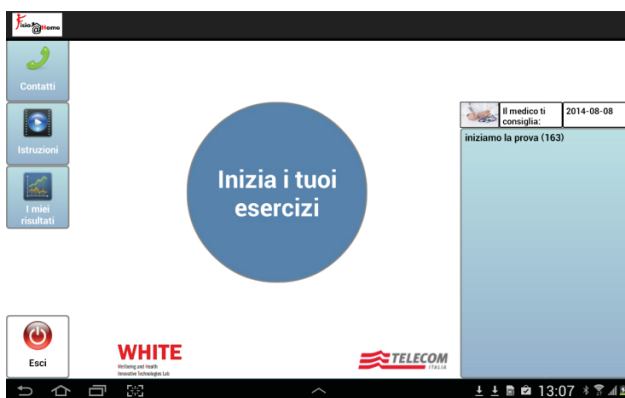 Fisio@Home
Contatti
Istruzioni
I miei
risultati
Esci
Inizia i tuoi
esercizi
WHITE
Wellbeing and Health
Innovative Technologies Lab
TELECOM
ITALIA
Il medico ti
consiglia:
2014-08-08
iniziamo la prova (163)
13:07